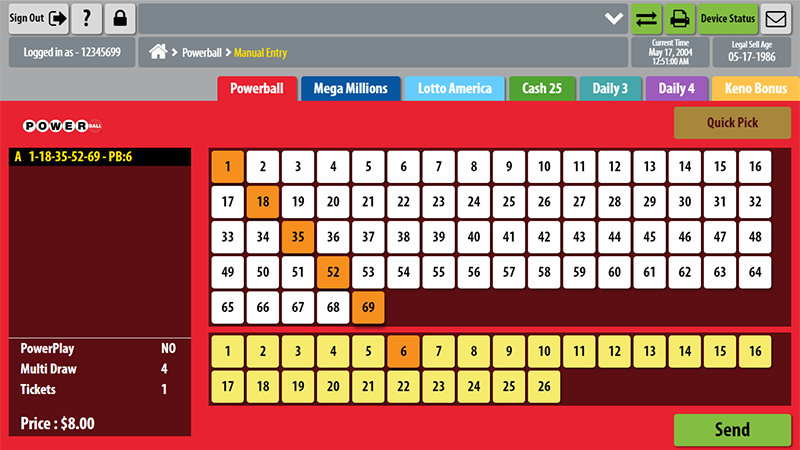 Sign Out ? Device Status
Logged in as - 12345699 Powerball Manual Entry Current Time May 17, 2004 12:51:00 AM Legal Sell Age 05-17-1986
Powerball Mega Millions Lotto America Cash 25 Daily 3 Daily 4 Keno Bonus
POWERBALL
Quick Pick
A 1-18-35-52-69 - PB:6
1 2 3 4 5 6 7 8 9 10 11 12 13 14 15 16
17 18 19 20 21 22 23 24 25 26 27 28 29 30 31 32
33 34 35 36 37 38 39 40 41 42 43 44 45 46 47 48
49 50 51 52 53 54 55 56 57 58 59 60 61 62 63 64
65 66 67 68 69
PowerPlay NO
Multi Draw 4
Tickets 1
Price : $8.00
1 2 3 4 5 6 7 8 9 10 11 12 13 14 15 16
17 18 19 20 21 22 23 24 25 26
Send